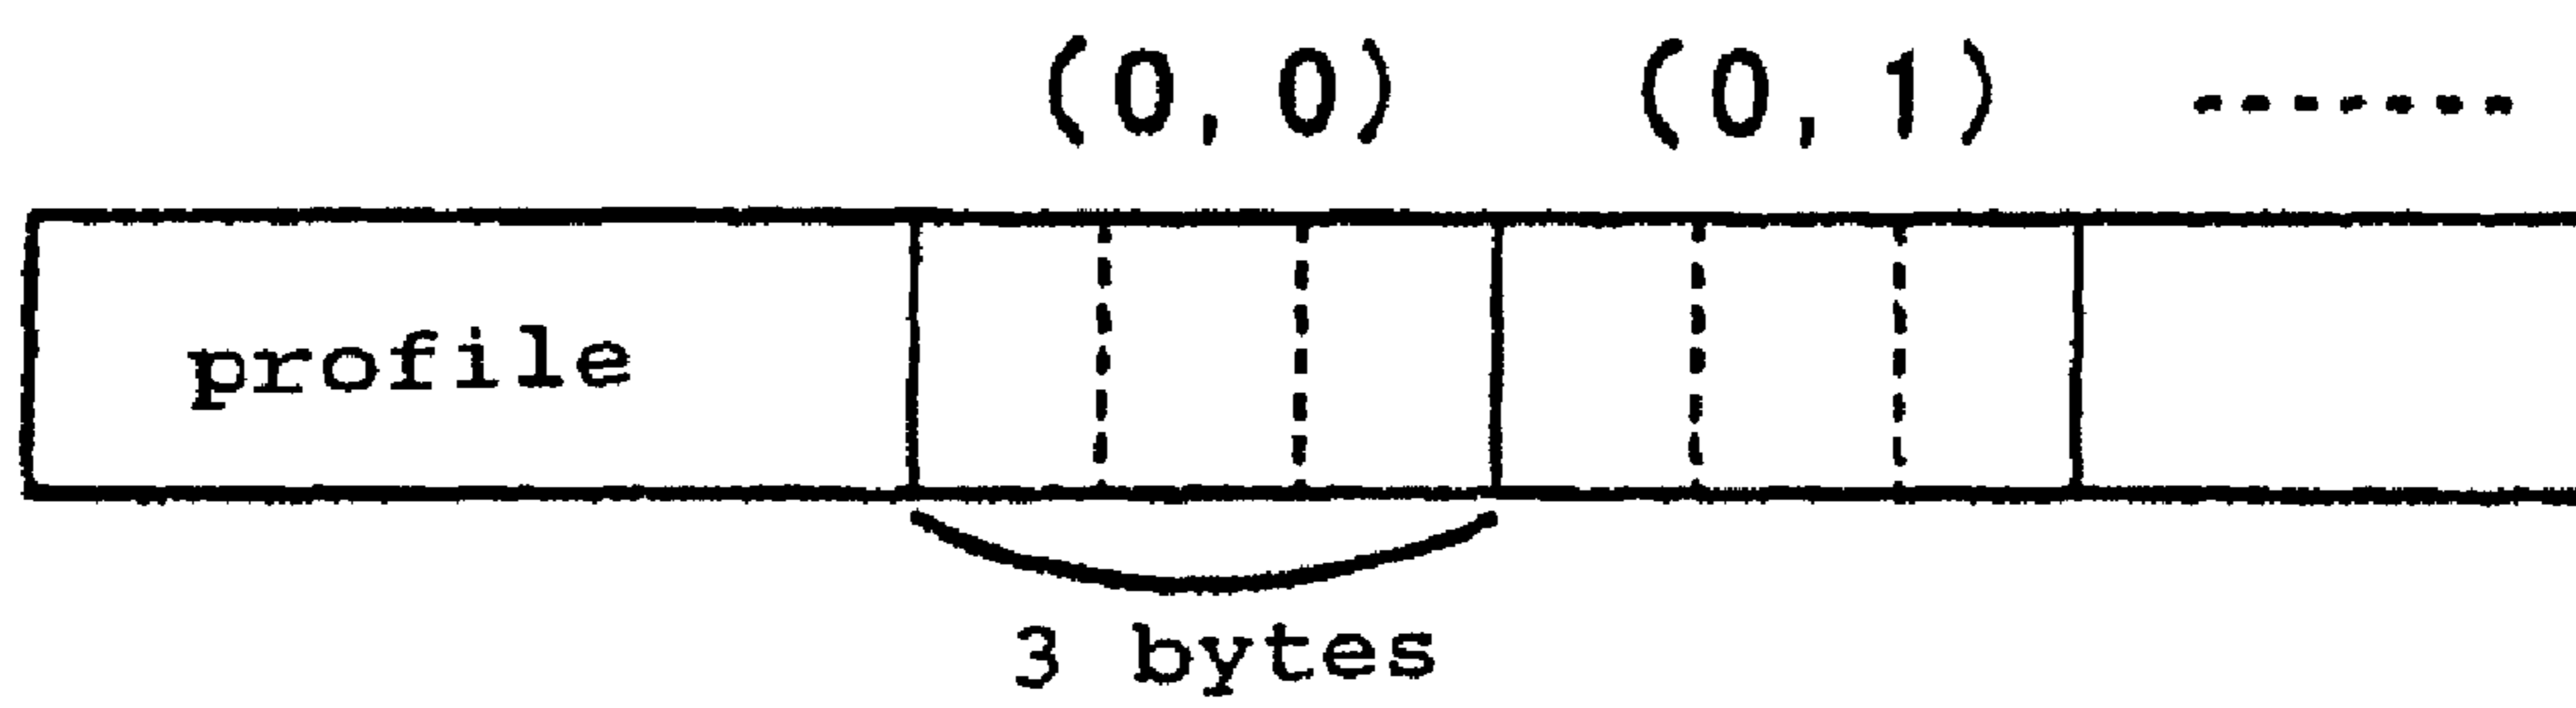 (0,0) (0,1) -------
profile
3 bytes